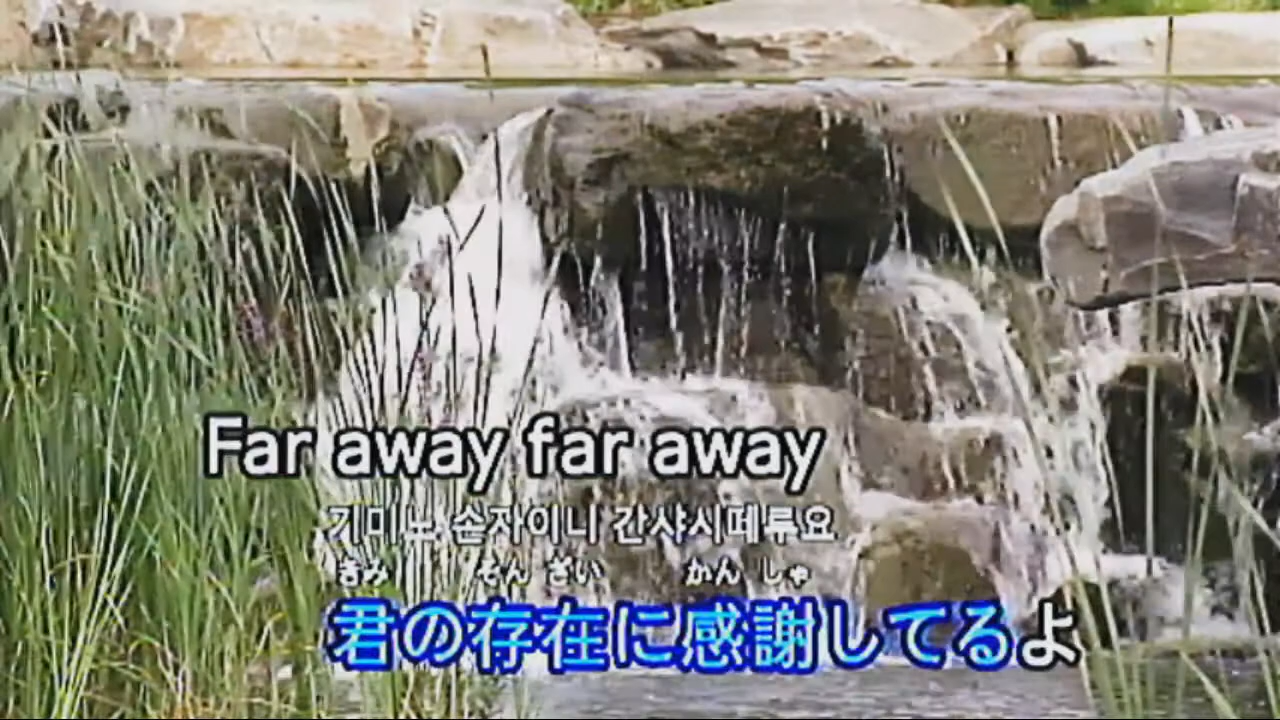 Far away far away
기미노 손자이니 간샤시떼류요
きみ そん ざい かん しゃ
君の存在に感謝してるよ